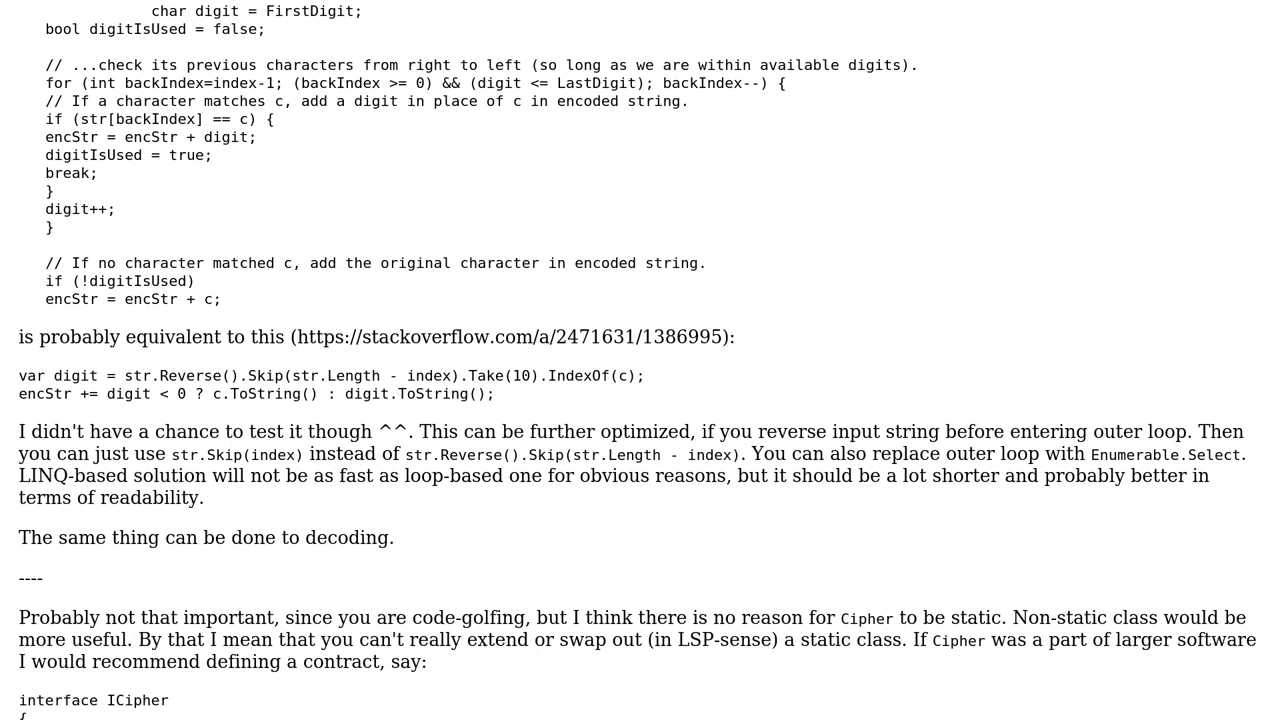 char digit = FirstDigit;
bool digitIsUsed = false;
// ...check its previous characters from right to left (so long as we are within available digits).
for (int backIndex=index-1; (backIndex >= 0) && (digit <= LastDigit); backIndex--) {
// If a character matches c, add a digit in place of c in encoded string.
if (str[backIndex] == c) {
encStr = encStr + digit;
digitIsUsed = true;
break;
}
digit++;
}
// If no character matched c, add the original character in encoded string.
if (!digitIsUsed)
encStr = encStr + c;
is probably equivalent to this (https://stackoverflow.com/a/2471631/1386995):
var digit = str.Reverse().Skip(str.Length - index).Take(10).IndexOf(c);
encStr += digit < 0 ? c.ToString() : digit.ToString();
I didn't have a chance to test it though ^^. This can be further optimized, if you reverse input string before entering outer loop. Then
you can just use str.Skip(index) instead of str.Reverse().Skip(str.Length - index). You can also replace outer loop with Enumerable.Select.
LINQ-based solution will not be as fast as loop-based one for obvious reasons, but it should be a lot shorter and probably better in
terms of readability.
The same thing can be done to decoding.
----
Probably not that important, since you are code-golfing, but I think there is no reason for Cipher to be static. Non-static class would be
more useful. By that I mean that you can't really extend or swap out (in LSP-sense) a static class. If Cipher was a part of larger software
I would recommend defining a contract, say:
interface ICipher
{